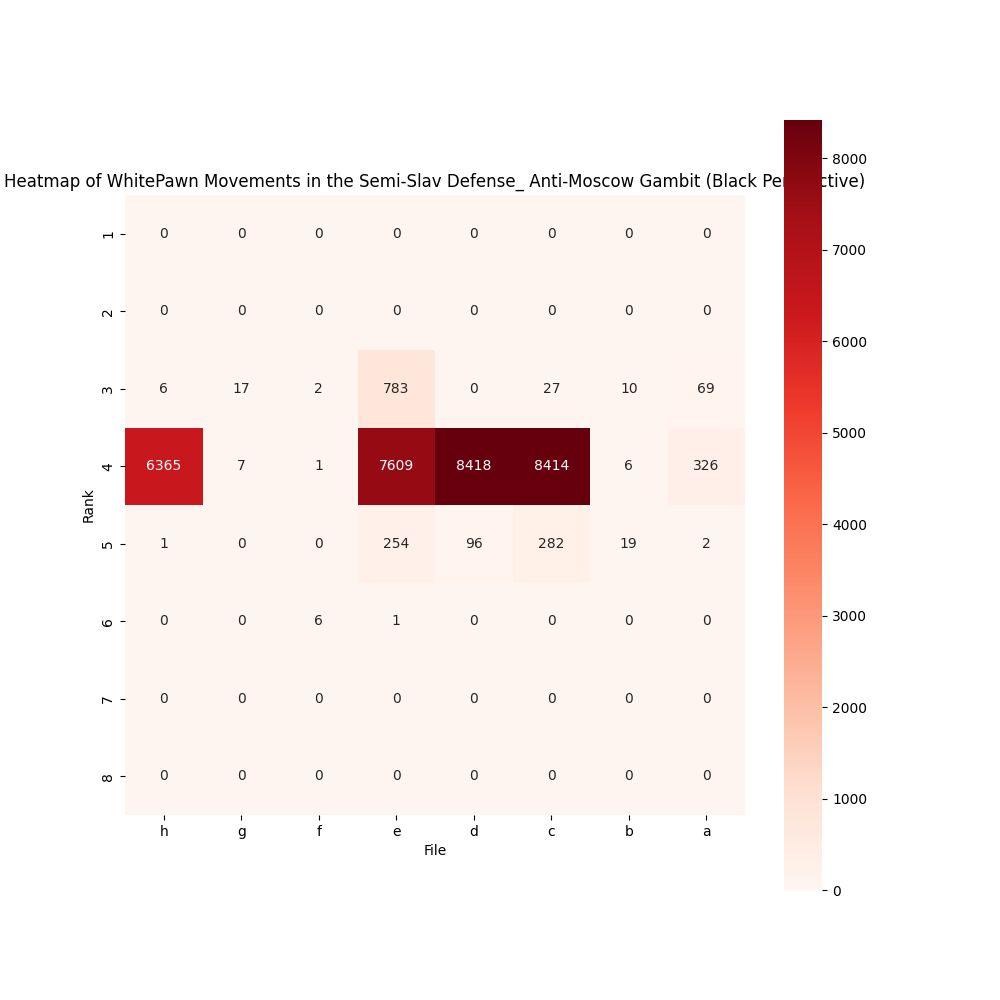 Heatmap of WhitePawn Movements in the Semi-Slav Defense_ Anti-Moscow Gambit (Black Pe ctive)
8000
1 0 0 0 0 0 0 0 0
7000
2 0 0 0 0 0 0 0 0
6000
3 6 17 2 783 0 27 10 69
5000
4 6365 7 1 7609 8418 8414 6 326
Rank
4000
5 1 0 0 254 96 282 19 2
3000
6 0 0 6 1 0 0 0 0
2000
7 0 0 0 0 0 0 0 0
1000
8 0 0 0 0 0 0 0 0
h g f e d c b a
File
0